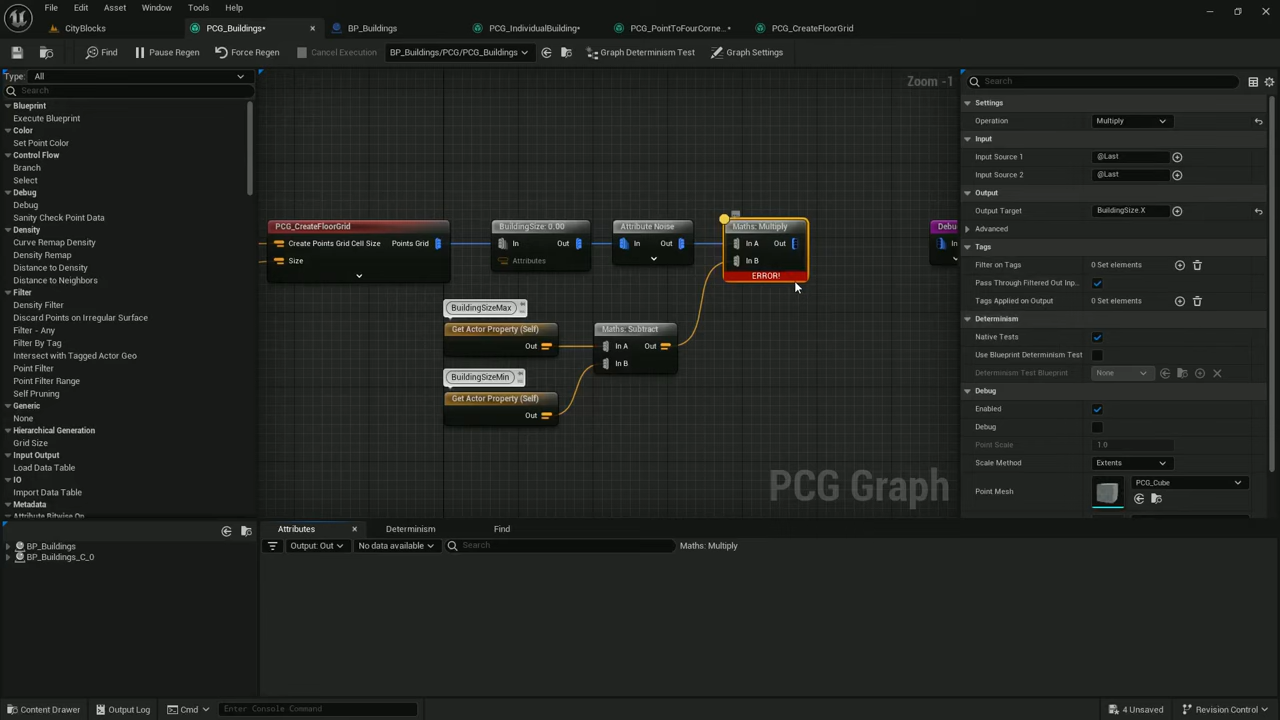 File Edit Asset Window Tools Help
CityBlocks PCG_Buildings* BP_Buildings PCG_IndividualBuilding* PCG_PointToFourCorne...* PCG_CreateFloorGrid
Find Pause Regen Force Regen Cancel Execution BP_Buildings/PCG/PCG_Buildings Graph Determinism Test Graph Settings
Type: All
Search
Blueprint
Execute Blueprint
Color
Set Point Color
Control Flow
Branch
Select
Debug
Debug
Sanity Check Point Data
Density
Curve Remap Density
Density Remap
Distance to Density
Distance to Neighbors
Filter
Density Filter
Discard Points on Irregular Surface
Filter - Any
Filter By Tag
Intersect with Tagged Actor Geo
Point Filter
Point Filter Range
Self Pruning
Generic
None
Hierarchical Generation
Grid Size
Input Output
Load Data Table
IO
Import Data Table
Metadata
Attribute Bitwise Op
BP_Buildings
BP_Buildings_C_0
Zoom -1
PCG_CreateFloorGrid
Create Points Grid Cell Size Points Grid
Size
BuildingSize: 0.00
In Out
Attributes
Attribute Noise
In Out
Maths: Multiply
In A Out
In B
ERROR!
Debu
In
BuildingSizeMax
Get Actor Property (Self)
Out
Maths: Subtract
In A Out
In B
BuildingSizeMin
Get Actor Property (Self)
Out
PCG Graph
Attributes Determinism Find
Output: Out No data available Search Maths: Multiply
Search
Settings
Operation Multiply
Input
Input Source 1 @Last
Input Source 2 @Last
Output
Output Target BuildingSize.X
Advanced
Tags
Filter on Tags 0 Set elements
Pass Through Filtered Out Inp..
Tags Applied on Output 0 Set elements
Determinism
Native Tests
Use Blueprint Determinism Test
Determinism Test Blueprint None
Debug
Enabled
Debug
Point Scale 1.0
Scale Method Extents
Point Mesh PCG_Cube
Content Drawer Output Log Cmd Enter Console Command 4 Unsaved Revision Control